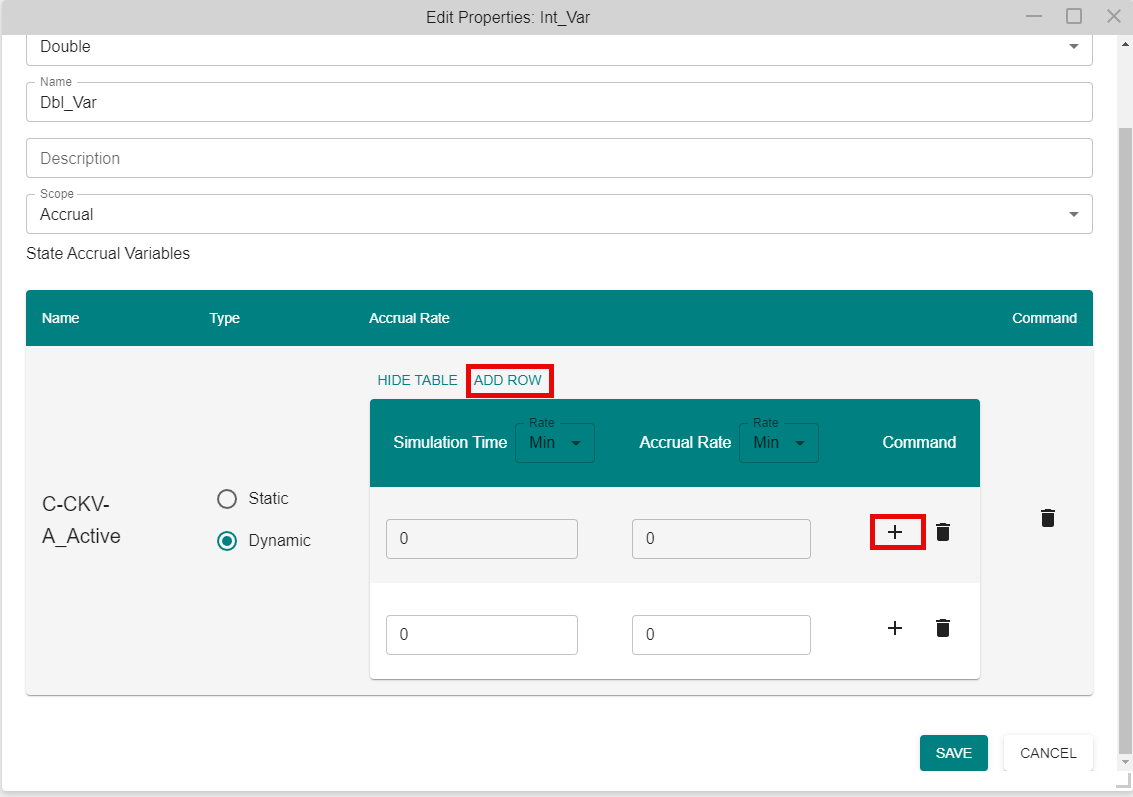 Edit Properties: Int_Var
Double
Name
Dbl_Var
Description
Scope
Accrual
State Accrual Variables
Name Type Accrual Rate Command
HIDE TABLE ADD ROW
Simulation Time Rate Min Accrual Rate Rate Min Command
C-CKV-
A_Active
Static
Dynamic
0 0
0 0
SAVE CANCEL